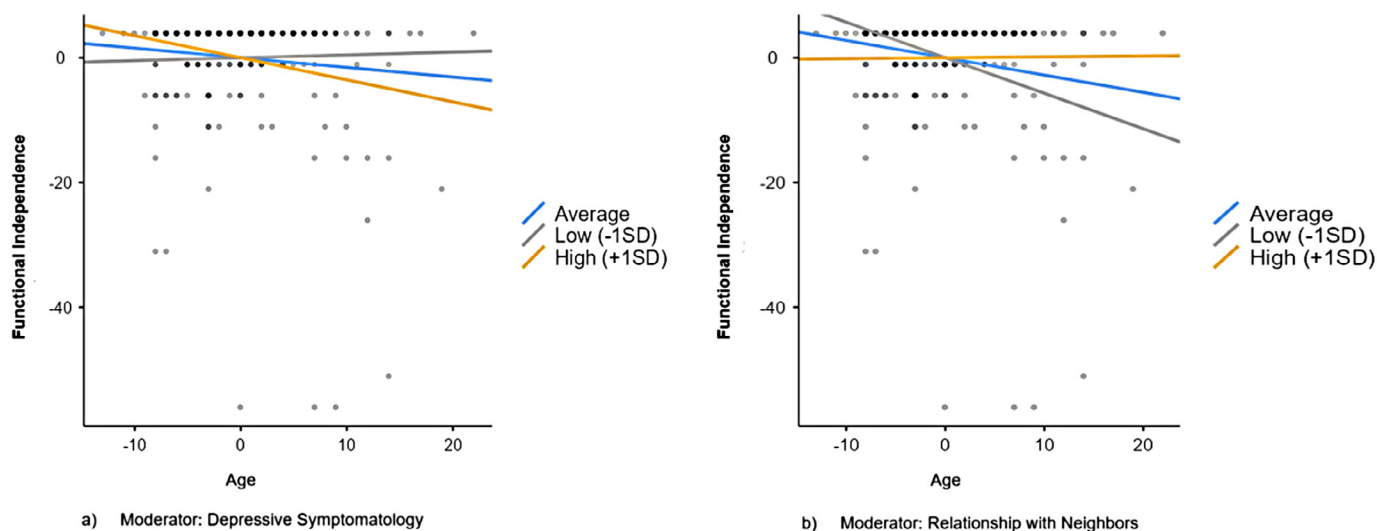 0
-20
-40
Functional Independence
-10
0
10
20
Age
Average
Low (-1SD)
High (+1SD)
a) Moderator: Depressive Symptomatology
0
-20
-40
Functional Independence
-10
0
10
20
Age
Average
Low (-1SD)
High (+1SD)
b) Moderator: Relationship with Neighbors